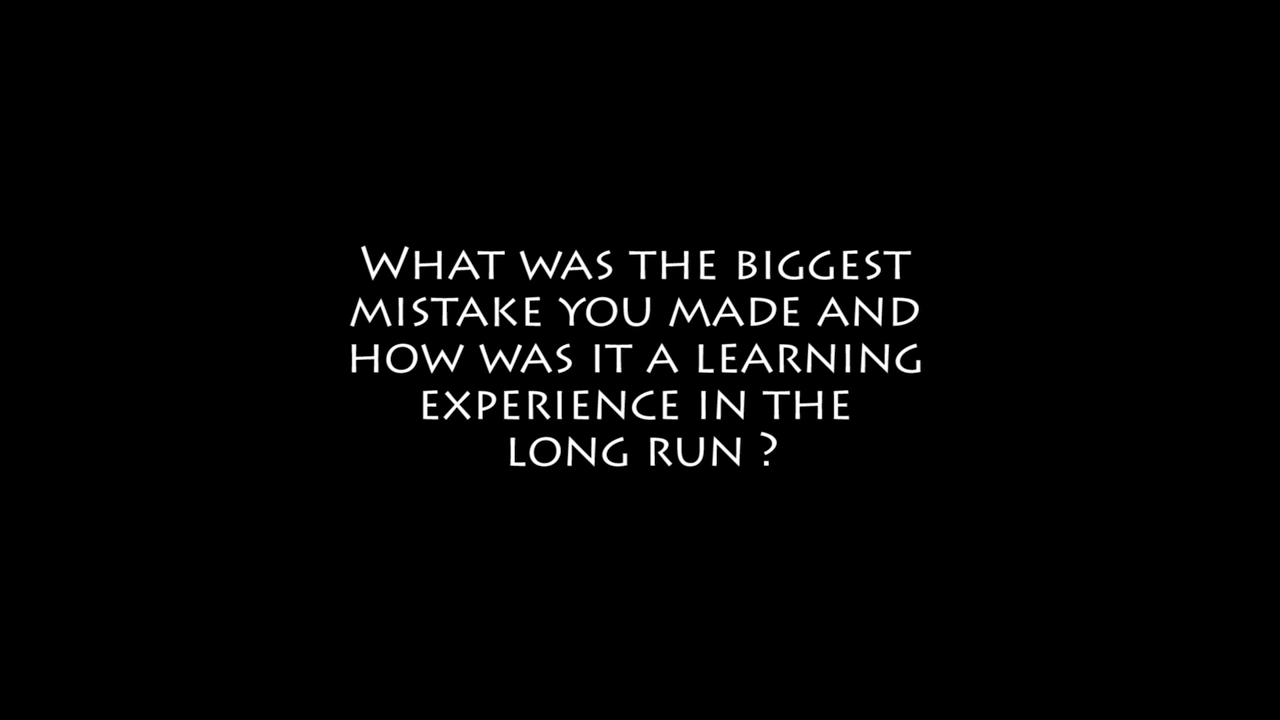 What was the biggest
mistake you made and
how was it a learning
experience in the
long run ?